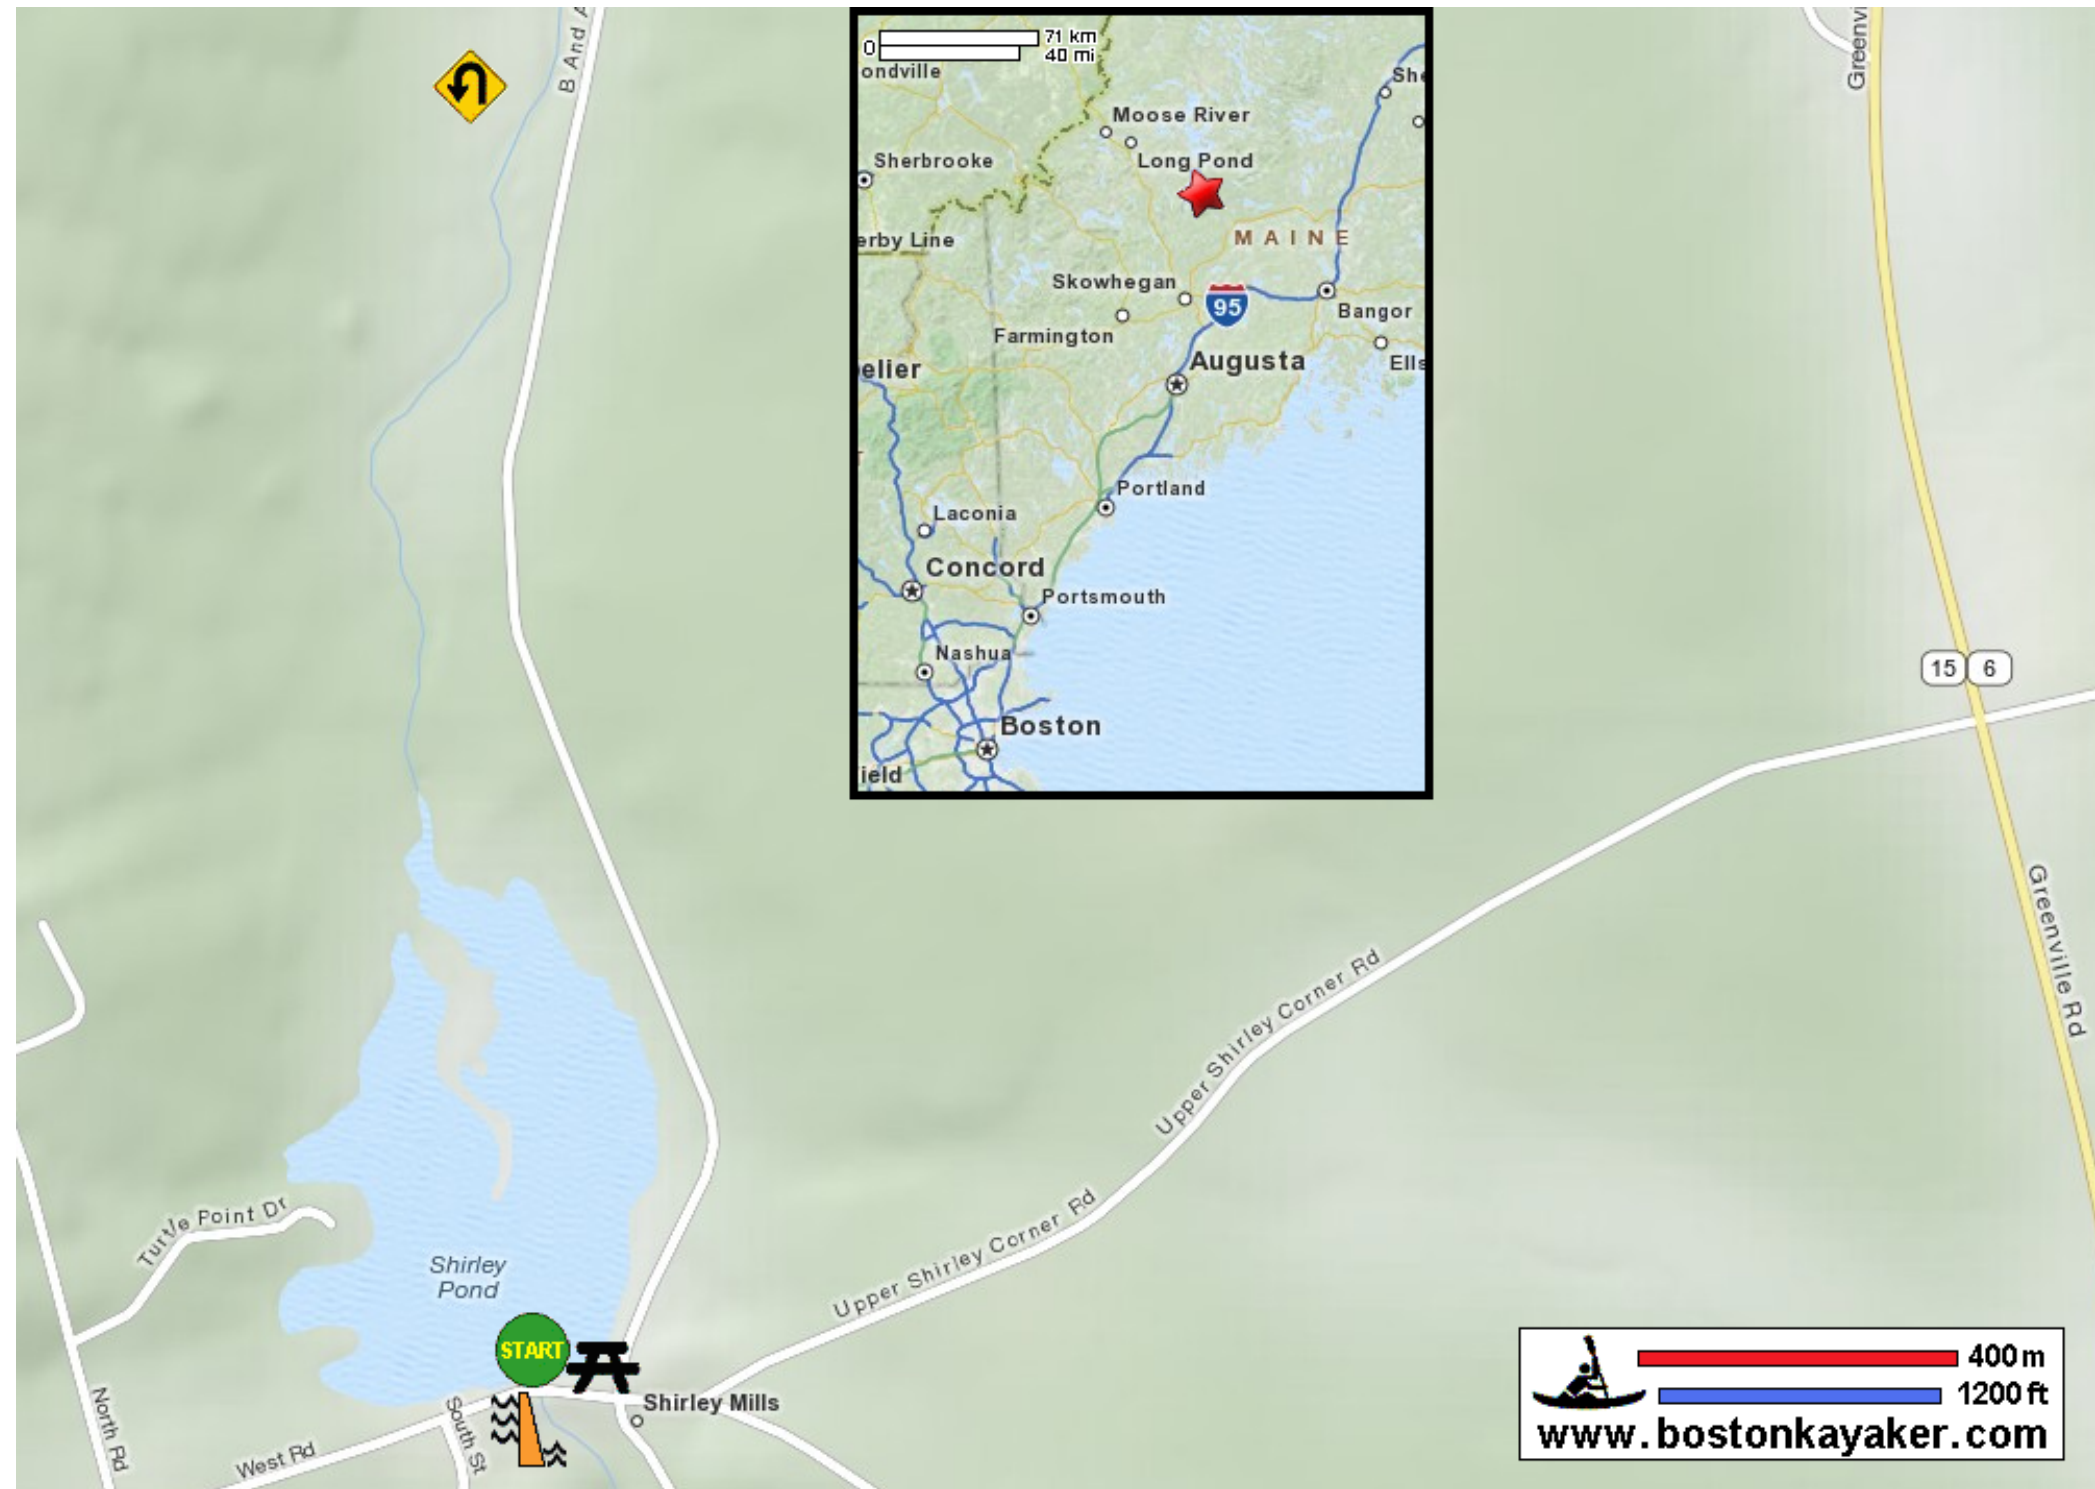 B And A
Greenvi
0
71 km
40 mi
ondville
She
Moose River
Long Pond
Sherbrooke
MAINE
erby Line
Skowhegan
95
Bangor
Farmington
Augusta
elier
Ells
Portland
Laconia
Concord
Portsmouth
Nashua
Boston
ield
15
6
Greenville Rd
Upper Shirley Corner Rd
Upper Shirley Corner Rd
Turtle Point Dr
Shirley
Pond
START
Shirley Mills
North Rd
South St
West Rd
400 m
1200 ft
www.bostonkayaker.com